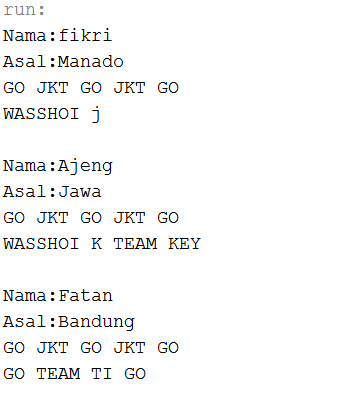 run:
Nama:fikri
Asal:Manado
GO JKT GO JKT GO
WASSHOI j
Nama:Ajeng
Asal:Jawa
GO JKT GO JKT GO
WASSHOI K TEAM KEY
Nama:Fatan
Asal:Bandung
GO JKT GO JKT GO
GO TEAM TI GO